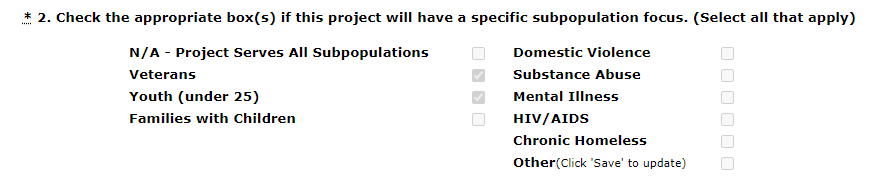 * 2. Check the appropriate box(s) if this project will have a specific subpopulation focus. (Select all that apply)
N/A - Project Serves All Subpopulations
Veterans
Youth (under 25)
Families with Children
Domestic Violence
Substance Abuse
Mental Illness
HIV/AIDS
Chronic Homeless
Other(Click 'Save' to update)